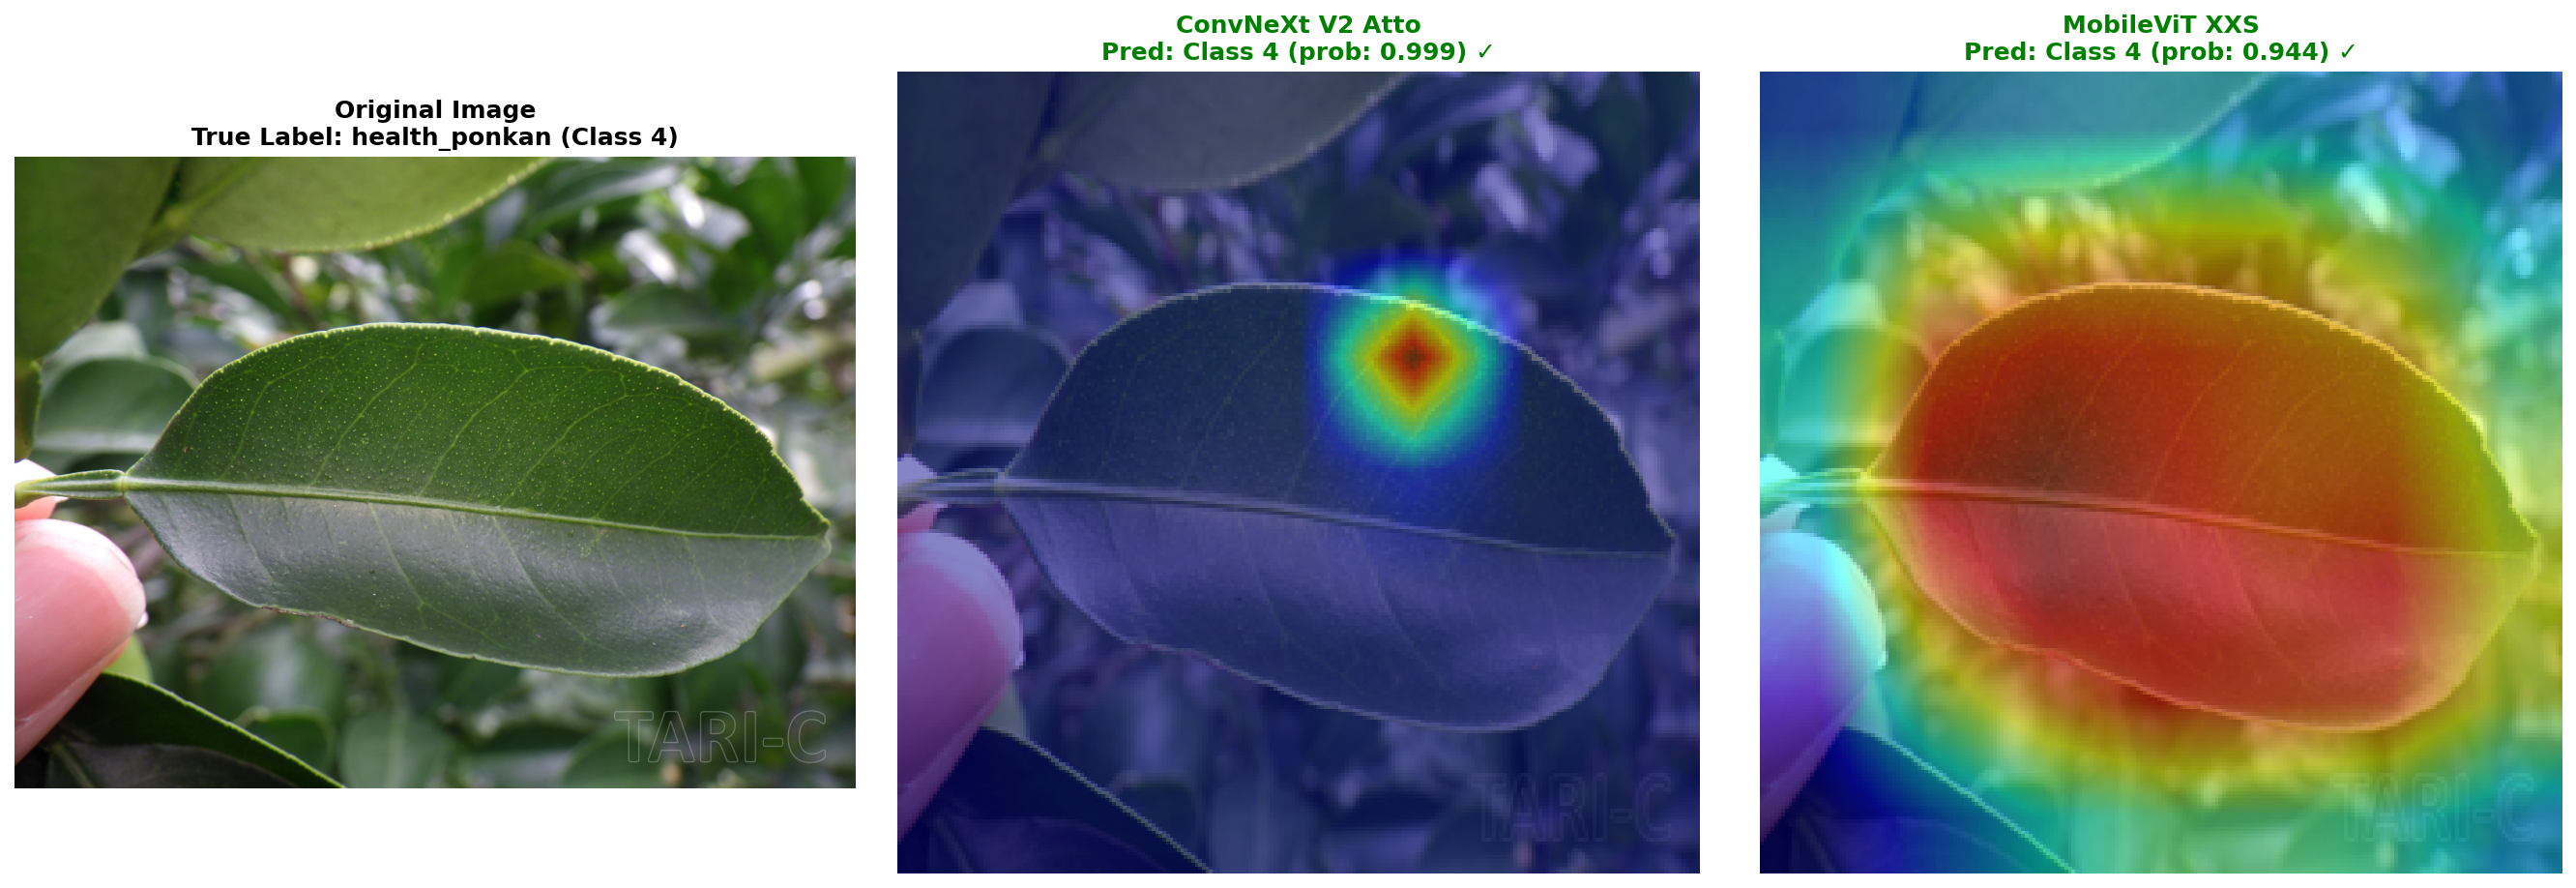 Original Image
True Label: health_ponkan (Class 4)
TARI-C
ConvNeXt V2 Atto
Pred: Class 4 (prob: 0.999) ✓
TARI-C
MobileViT XXS
Pred: Class 4 (prob: 0.944) ✓
TARI-C